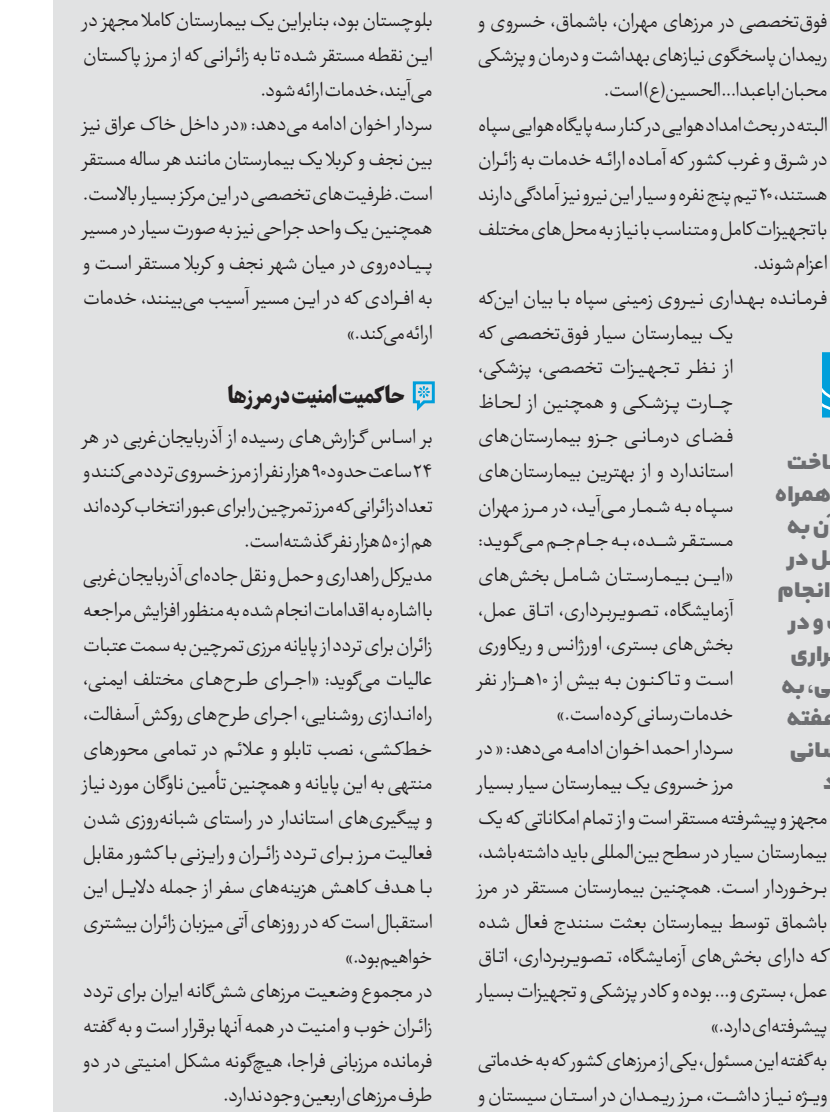 فوق‌تخصصی در مرزهای مهران، باشماق، خسروی و
ریمدان پاسخگوی نیازهای بهداشت و درمان و پزشکی
محبان اباعبدا...الحسین(ع) است.
البته در بحث امداد هوایی در کنار سه پایگاه هوایی سپاه
در شرق و غرب کشور که آماده ارائه خدمات به زائران
هستند، ۲۰ تیم پنج نفره و سیار این نیرو نیز آمادگی دارند
با تجهیزات کامل و متناسب با نیاز به محل‌های مختلف
اعزام شوند.
فرمانده بهداری نیروی زمینی سپاه با بیان این‌که
یک بیمارستان سیار فوق‌تخصصی که
از نظر تجهیزات تخصصی، پزشکی،
چارت پزشکی و همچنین از لحاظ
فضای درمانی جزو بیمارستان‌های
استاندارد و از بهترین بیمارستان‌های
سپاه به شمار می‌آید، در مرز مهران
مستقر شده، به جام‌جم می‌گوید:
«این بیمارستان شامل بخش‌های
آزمایشگاه، تصویربرداری، اتاق عمل،
بخش‌های بستری، اورژانس و ریکاوری
است و تاکنون به بیش از ۱۰هزار نفر
خدمات‌رسانی کرده‌است.»
سردار احمد اخوان ادامه می‌دهد: «در
مرز خسروی یک بیمارستان سیار بسیار
مجهز و پیشرفته مستقر است و از تمام امکاناتی که یک
بیمارستان سیار در سطح بین‌المللی باید داشته‌باشد،
برخوردار است. همچنین بیمارستان مستقر در مرز
باشماق توسط بیمارستان بعثت سنندج فعال شده
که دارای بخش‌های آزمایشگاه، تصویربرداری، اتاق
عمل، بستری و... بوده و کادر پزشکی و تجهیزات بسیار
پیشرفته‌ای دارد.»
به گفته این مسئول، یکی از مرزهای کشور که به خدماتی
ویژه نیاز داشت، مرز ریمدان در استان سیستان و
بلوچستان بود، بنابراین یک بیمارستان کاملا مجهز در
این نقطه مستقر شده تا به زائرانی که از مرز پاکستان
می‌آیند، خدمات ارائه شود.
سردار اخوان ادامه می‌دهد: «در داخل خاک عراق نیز
بین نجف و کربلا یک بیمارستان مانند هر ساله مستقر
است. ظرفیت‌های تخصصی در این مرکز بسیار بالاست.
همچنین یک واحد جراحی نیز به صورت سیار در مسیر
پیاده‌روی در میان شهر نجف و کربلا مستقر است و
به افرادی که در این مسیر آسیب می‌بینند، خدمات
ارائه می‌کند.»
حاکمیت امنیت در مرزها
بر اساس گزارش‌های رسیده از آذربایجان‌غربی در هر
۲۴ساعت حدود ۹۰هزار نفر از مرز خسروی تردد می‌کنند و
تعداد زائرانی که مرز تمرچین را برای عبور انتخاب کرده‌اند
هم از ۵۰ هزار نفر گذشته‌است.
مدیرکل راهداری و حمل و نقل جاده‌ای آذربایجان‌غربی
با اشاره به اقدامات انجام شده به منظور افزایش مراجعه
زائران برای تردد از پایانه مرزی تمرچین به سمت عتبات
عالیات می‌گوید: «اجرای طرح‌های مختلف ایمنی،
راه‌اندازی روشنایی، اجرای طرح‌های روکش آسفالت،
خط‌کشی، نصب تابلو و علائم در تمامی محورهای
منتهی به این پایانه و همچنین تأمین ناوگان مورد نیاز
و پیگیری‌های استاندار در راستای شبانه‌روزی شدن
فعالیت مرز برای تردد زائران و رایزنی با کشور مقابل
با هدف کاهش هزینه‌های سفر از جمله دلایل این
استقبال است که در روزهای آتی میزبان زائران بیشتری
خواهیم‌بود.»
در مجموع وضعیت مرزهای شش‌گانه ایران برای تردد
زائران خوب و امنیت در همه آنها برقرار است و به گفته
فرمانده مرزبانی فراجا، هیچ‌گونه مشکل امنیتی در دو
طرف مرزهای اربعین وجود ندارد.
همراه
آن به
در
انجام
و در
به
هفته